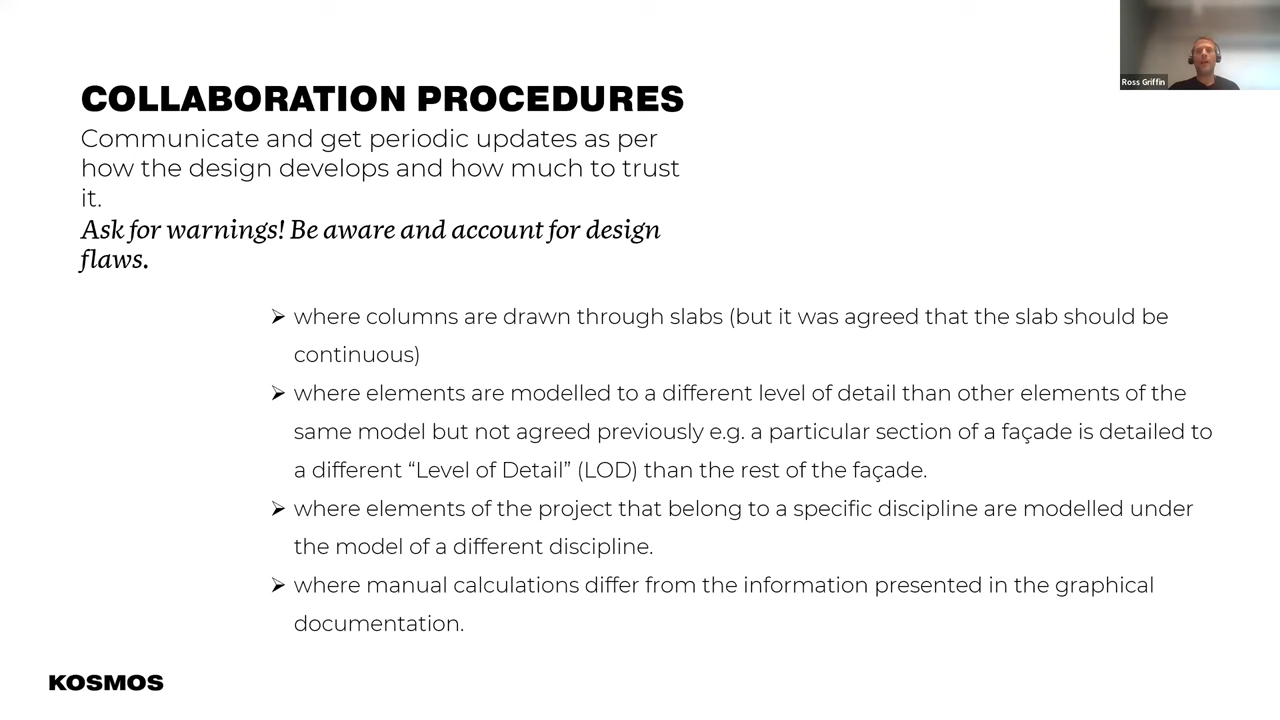 Ross Griffin
COLLABORATION PROCEDURES
Communicate and get periodic updates as per
how the design develops and how much to trust
it.
Ask for warnings! Be aware and account for design
flaws.
➢ where columns are drawn through slabs (but it was agreed that the slab should be
continuous)
➢ where elements are modelled to a different level of detail than other elements of the
same model but not agreed previously e.g. a particular section of a façade is detailed to
a different “Level of Detail” (LOD) than the rest of the façade.
➢ where elements of the project that belong to a specific discipline are modelled under
the model of a different discipline.
➢ where manual calculations differ from the information presented in the graphical
documentation.
KOSMOS